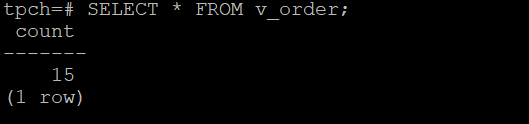 tpch=# SELECT * FROM v_order;
 count
-------
    15
(1 row)